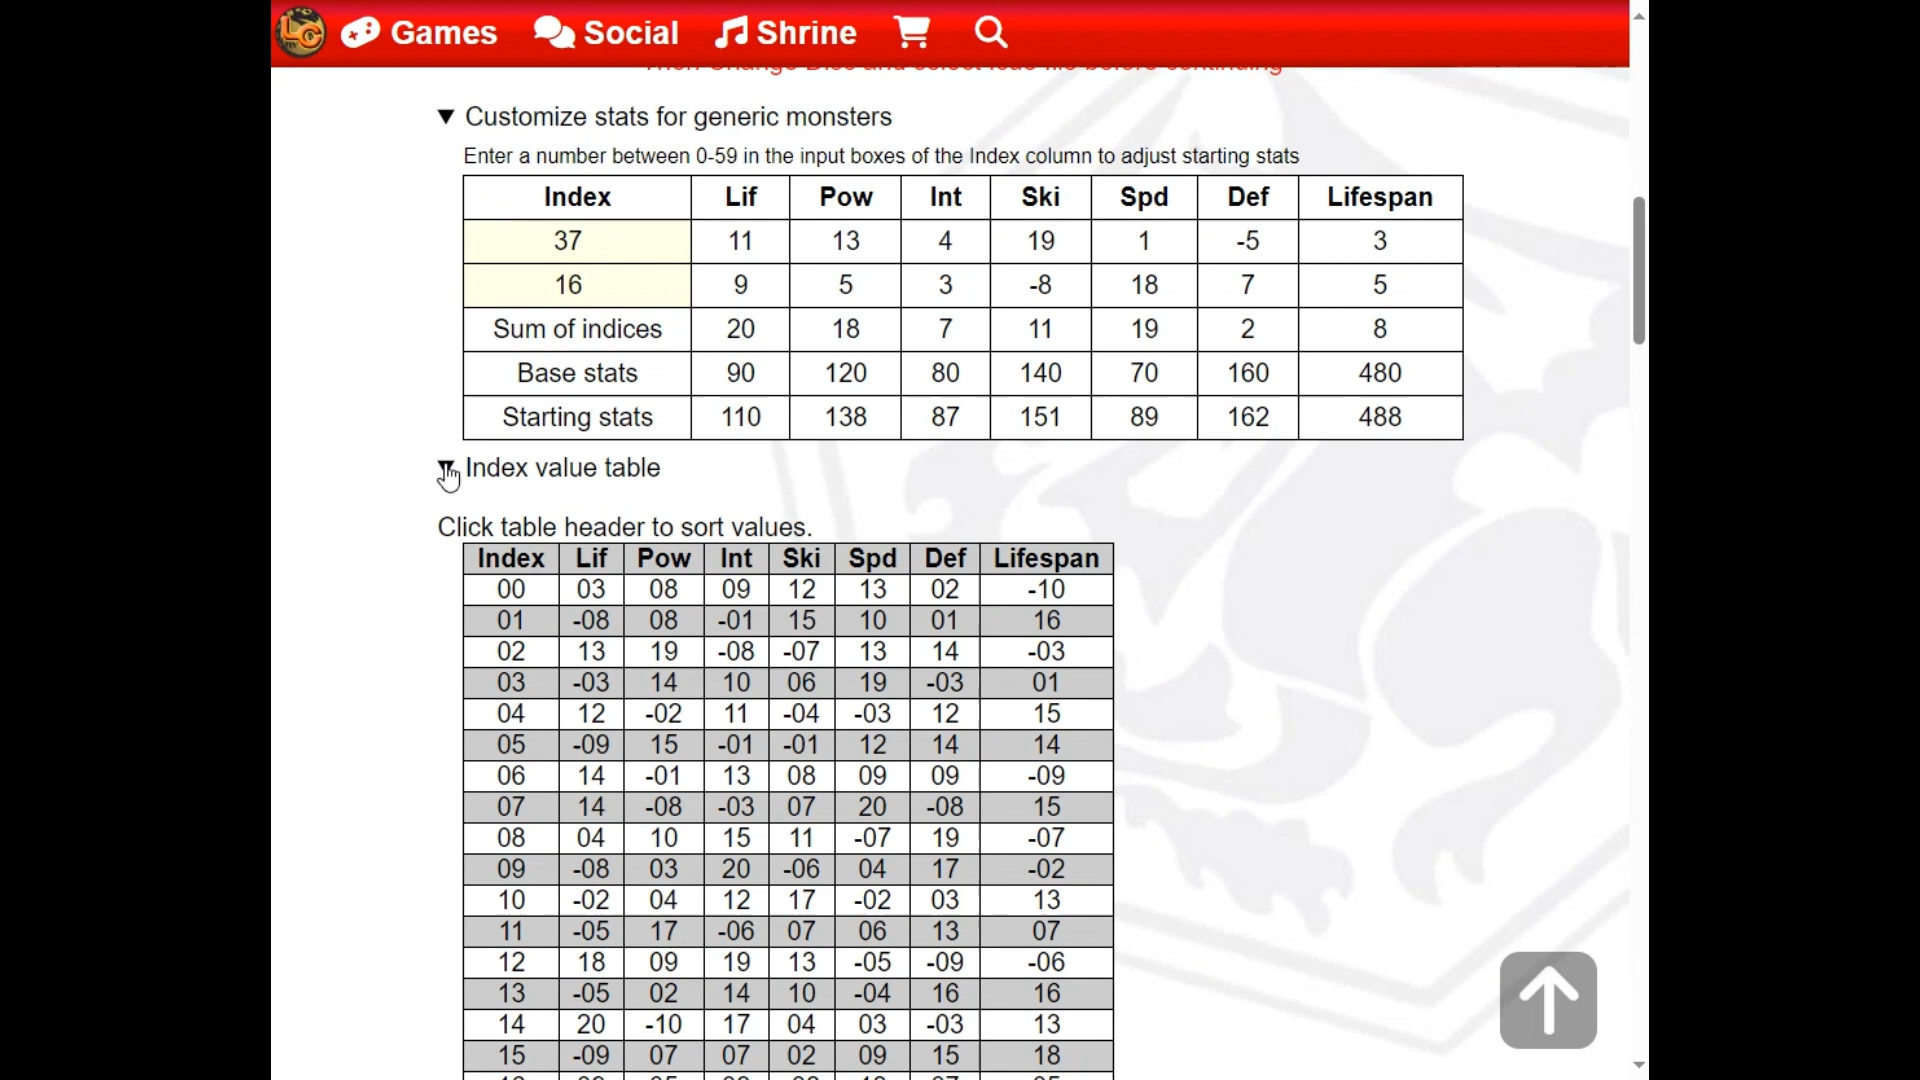 LC Games Social Shrine
Then Change Disc and select iso file before continuing
Customize stats for generic monsters
Enter a number between 0-59 in the input boxes of the Index column to adjust starting stats
Index Lif Pow Int Ski Spd Def Lifespan
37 11 13 4 19 1 -5 3
16 9 5 3 -8 18 7 5
Sum of indices 20 18 7 11 19 2 8
Base stats 90 120 80 140 70 160 480
Starting stats 110 138 87 151 89 162 488
Index value table
Click table header to sort values.
Index Lif Pow Int Ski Spd Def Lifespan
00 03 08 09 12 13 02 -10
01 -08 08 -01 15 10 01 16
02 13 19 -08 -07 13 14 -03
03 -03 14 10 06 19 -03 01
04 12 -02 11 -04 -03 12 15
05 -09 15 -01 -01 12 14 14
06 14 -01 13 08 09 09 -09
07 14 -08 -03 07 20 -08 15
08 04 10 15 11 -07 19 -07
09 -08 03 20 -06 04 17 -02
10 -02 04 12 17 -02 03 13
11 -05 17 -06 07 06 13 07
12 18 09 19 13 -05 -09 -06
13 -05 02 14 10 -04 16 16
14 20 -10 17 04 03 -03 13
15 -09 07 07 02 09 15 18